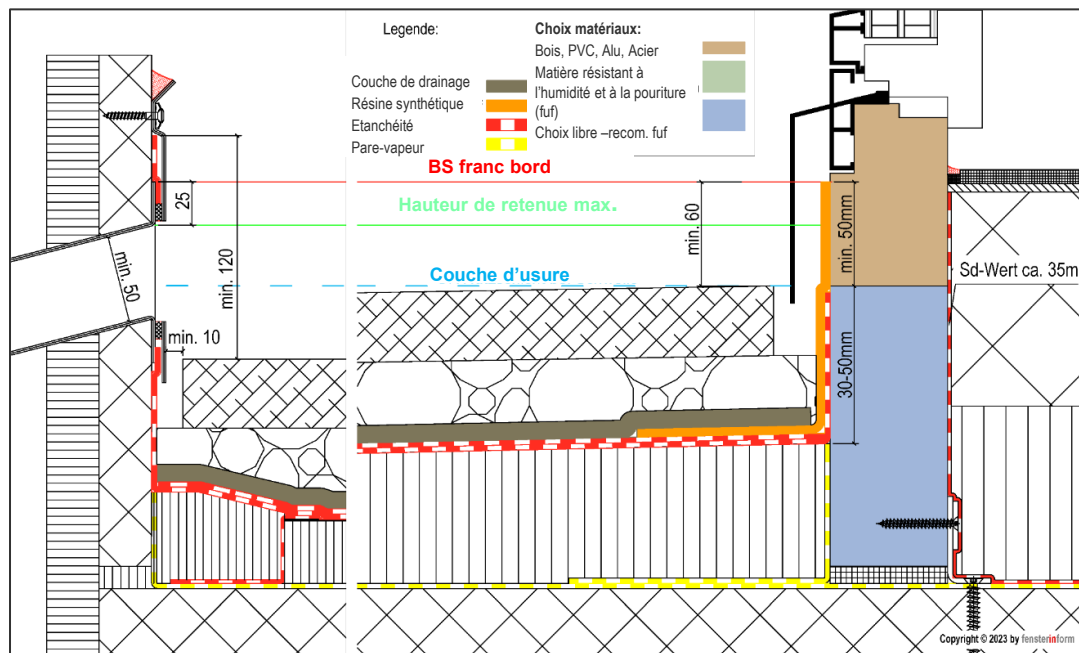 Legende:
Choix matériaux:
Bois, PVC, Alu, Acier
Couche de drainage
Matière résistant à
Résine synthétique
l'humidité et à la pouriture
Etanchéité
(fuf)
Pare-vapeur
Choix libre –recom. fuf
BS franc bord
25
Hauteur de retenue max.
min. 60
min. 50mm
min. 120
min. 50
Couche d'usure
Sd-Wert ca. 35m
min. 10
30-50mm
Copyright © 2023 by fensterinform